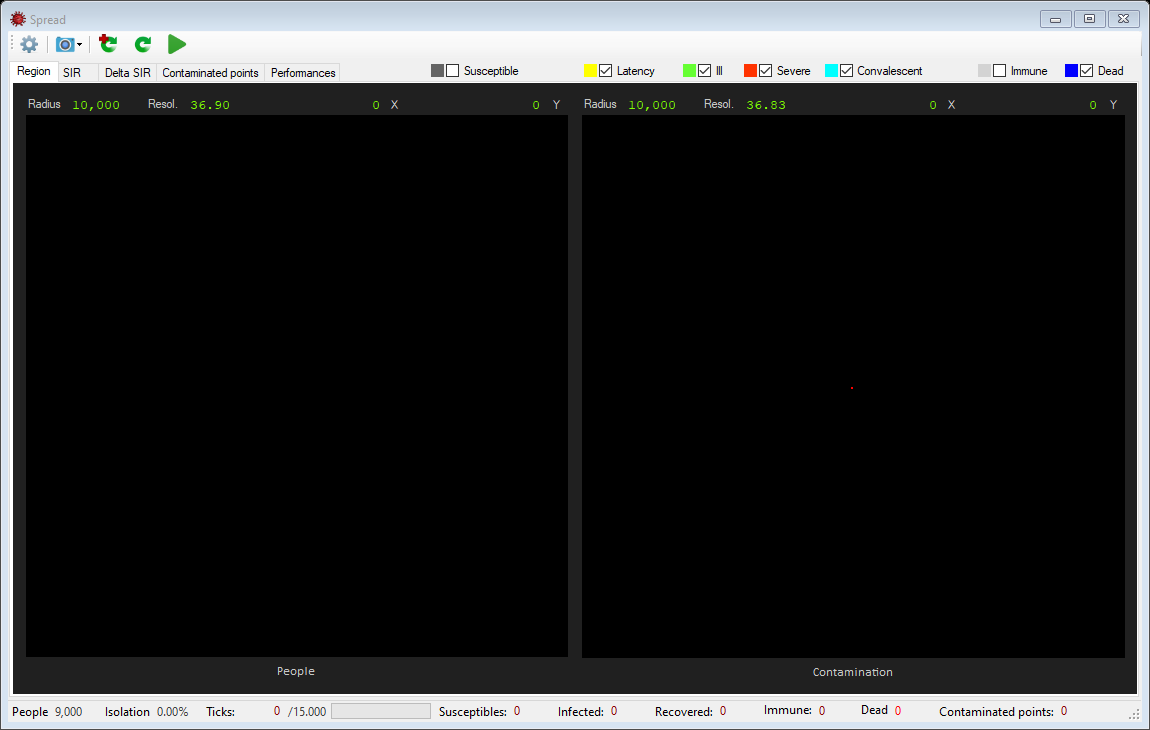 Spread
Region SIR Delta SIR Contaminated points Performances Susceptible Latency Ill Severe Convalescent Immune Dead
Radius 10,000 Resol. 36.90 0 X 0 Y Radius 10,000 Resol. 36.83 0 X 0 Y
People Contamination
People 9,000 Isolation 0.00% Ticks: 0 /15.000 Susceptibles: 0 Infected: 0 Recovered: 0 Immune: 0 Dead 0 Contaminated points: 0